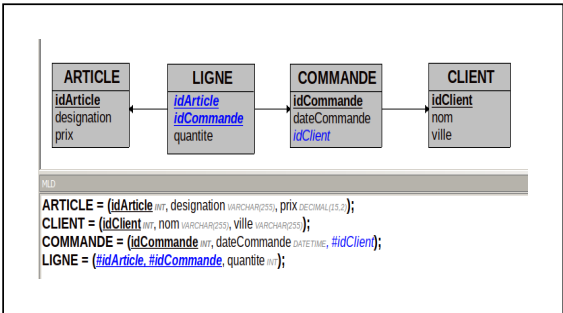 ARTICLE
idArticle
designation
prix
LIGNE
idArticle
idCommande
quantite
COMMANDE
idCommande
dateCommande
idClient
CLIENT
idClient
nom
ville
MLD
ARTICLE = (idArticle INT, designation VARCHAR(255), prix DECIMAL(15,2));
CLIENT = (idClient INT, nom VARCHAR(255), ville VARCHAR(255));
COMMANDE = (idCommande INT, dateCommande DATETIME, #idClient);
LIGNE = (#idArticle, #idCommande, quantite INT);